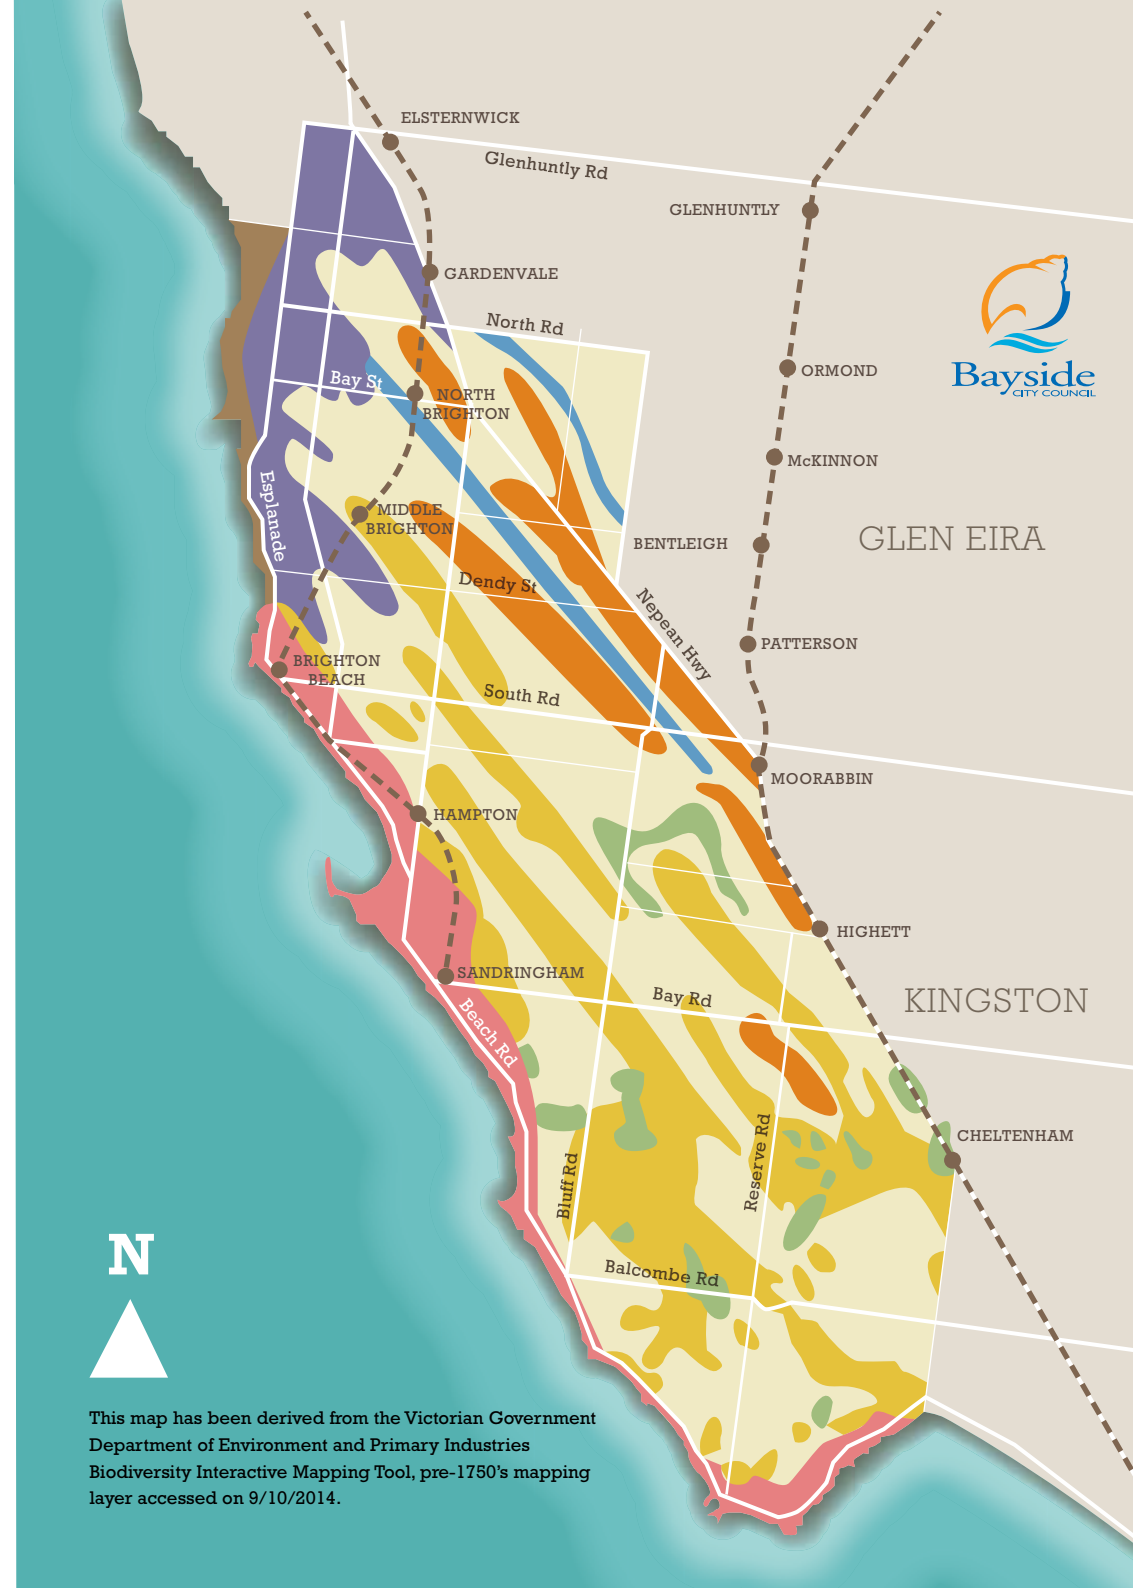 ELSTERNWICK
Glenhuntly Rd
GLENHUNTLY
GARDENVALE
North Rd
Bayside
CITY COUNCIL
ORMOND
Bay St
NORTH
BRIGHTON
McKINNON
Esplanade
MIDDLE
BRIGHTON
GLEN EIRA
BENTLEIGH
Dendy St
Nepean Hwy
PATTERSON
BRIGHTON
BEACH
South Rd
MOORABBIN
HAMPTON
HIGHETT
SANDRINGHAM
Bay Rd
KINGSTON
Beach Rd
CHELTENHAM
Reserve Rd
Bluff Rd
Balcombe Rd
N
This map has been derived from the Victorian Government
Department of Environment and Primary Industries
Biodiversity Interactive Mapping Tool, pre-1750's mapping
layer accessed on 9/10/2014.